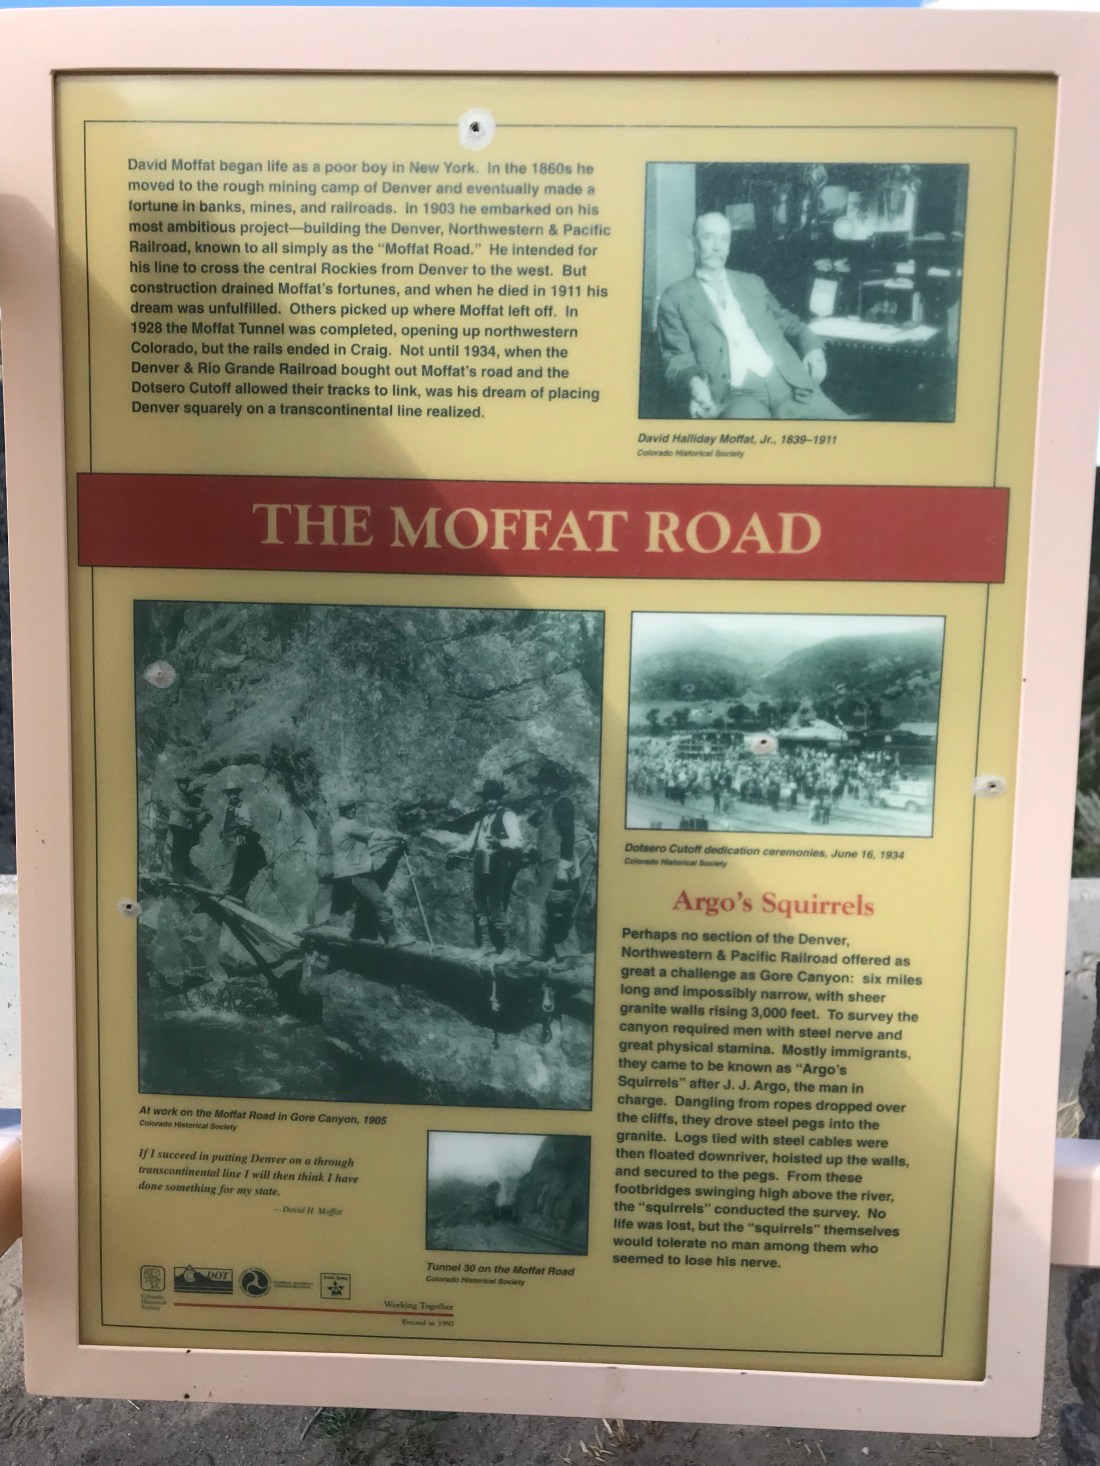 David Moffat began life as a poor boy in New York. In the 1860s he
moved to the rough mining camp of Denver and eventually made a
fortune in banks, mines, and railroads. In 1903 he embarked on his
most ambitious project—building the Denver, Northwestern & Pacific
Railroad, known to all simply as the “Moffat Road.” He intended for
his line to cross the central Rockies from Denver to the west. But
construction drained Moffat’s fortunes, and when he died in 1911 his
dream was unfulfilled. Others picked up where Moffat left off. In
1928 the Moffat Tunnel was completed, opening up northwestern
Colorado, but the rails ended in Craig. Not until 1934, when the
Denver & Rio Grande Railroad bought out Moffat’s road and the
Dotsero Cutoff allowed their tracks to link, was his dream of placing
Denver squarely on a transcontinental line realized.
David Halliday Moffat, Jr., 1839–1911
Colorado Historical Society
THE MOFFAT ROAD
At work on the Moffat Road in Gore Canyon, 1905
Colorado Historical Society
If I succeed in putting Denver on a through
transcontinental line I will then think I have
done something for my state.
—David H. Moffat
Dotsero Cutoff dedication ceremonies, June 16, 1934
Colorado Historical Society
Argo’s Squirrels
Perhaps no section of the Denver,
Northwestern & Pacific Railroad offered as
great a challenge as Gore Canyon: six miles
long and impossibly narrow, with sheer
granite walls rising 3,000 feet. To survey the
canyon required men with steel nerve and
great physical stamina. Mostly immigrants,
they came to be known as “Argo’s
Squirrels” after J. J. Argo, the man in
charge. Dangling from ropes dropped over
the cliffs, they drove steel pegs into the
granite. Logs tied with steel cables were
then floated downriver, hoisted up the walls,
and secured to the pegs. From these
footbridges swinging high above the river,
the “squirrels” conducted the survey. No
life was lost, but the “squirrels” themselves
would tolerate no man among them who
seemed to lose his nerve.
Tunnel 30 on the Moffat Road
Colorado Historical Society
Colorado
Historical
Society
DOT
Working Together
Erected in 1997